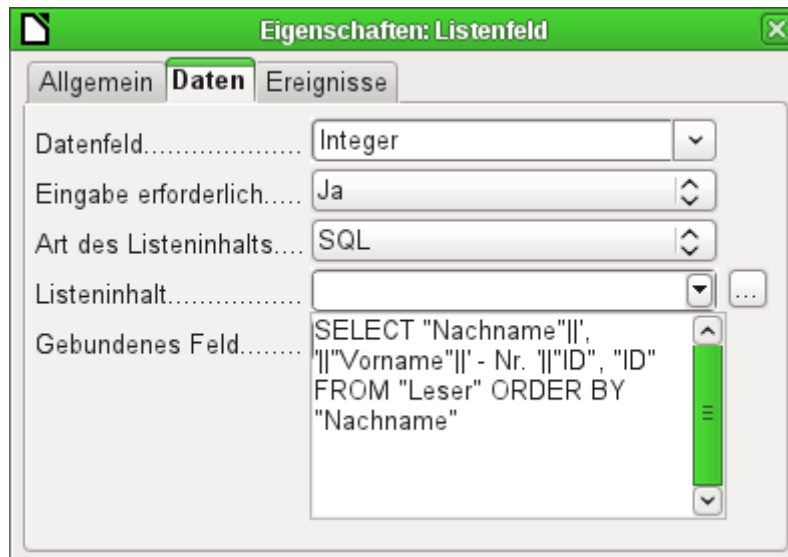 Eigenschaften: Listenfeld
Allgemein Daten Ereignisse
Datenfeld.................... Integer
Eingabe erforderlich..... Ja
Art des Listeninhalts.... SQL
Listeninhalt................. ...
Gebundenes Feld........
SELECT "Nachname"||',
'||"Vorname"||' - Nr. '||"ID", "ID"
FROM "Leser" ORDER BY
"Nachname"